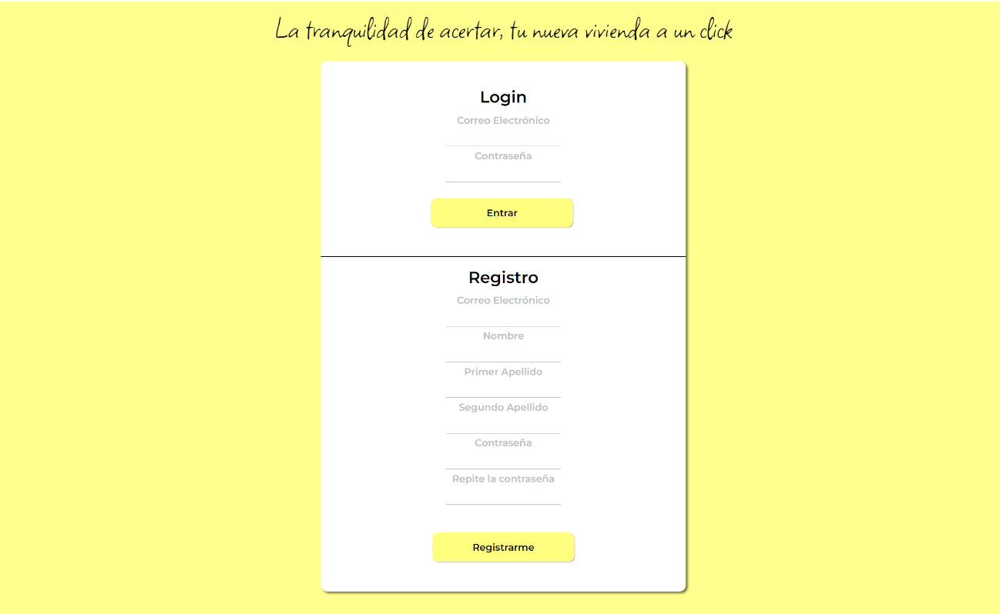 La tranquilidad de acertar, tu nueva vivienda a un click
Login
Correo Electrónico
Contraseña
Entrar
Registro
Correo Electrónico
Nombre
Primer Apellido
Segundo Apellido
Contraseña
Repite la contraseña
Registrarme